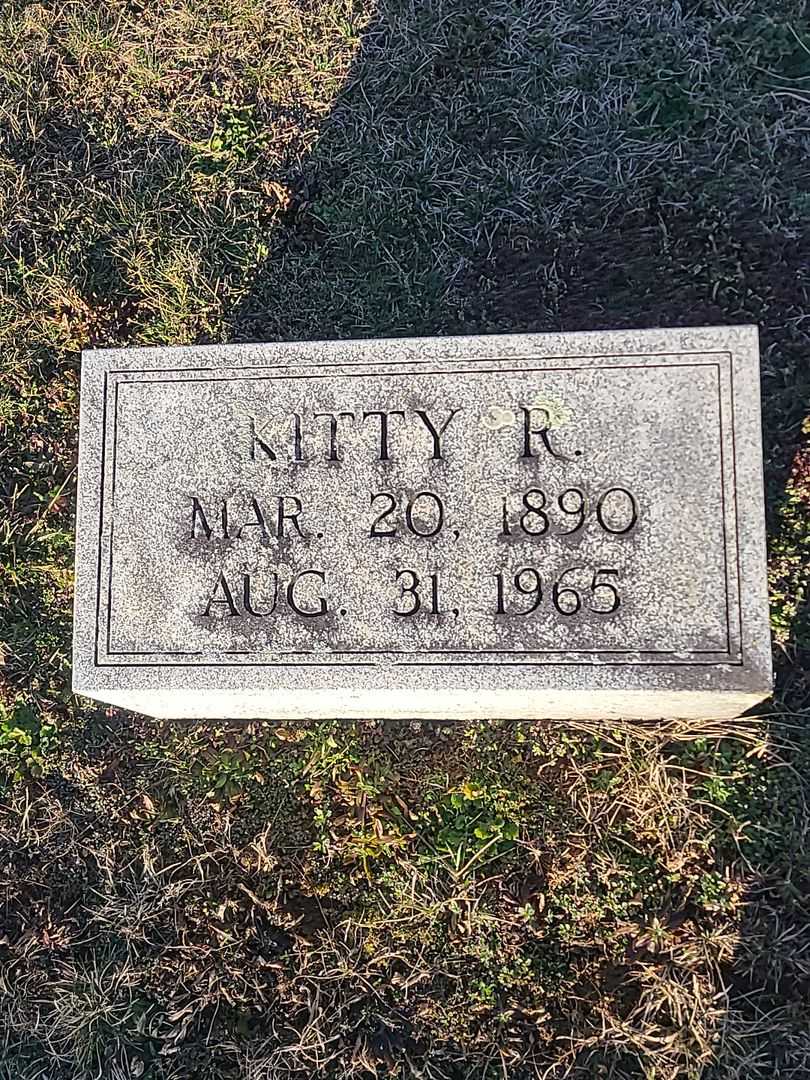 KITTY R.
MAR. 20, 1890
AUG. 31, 1965